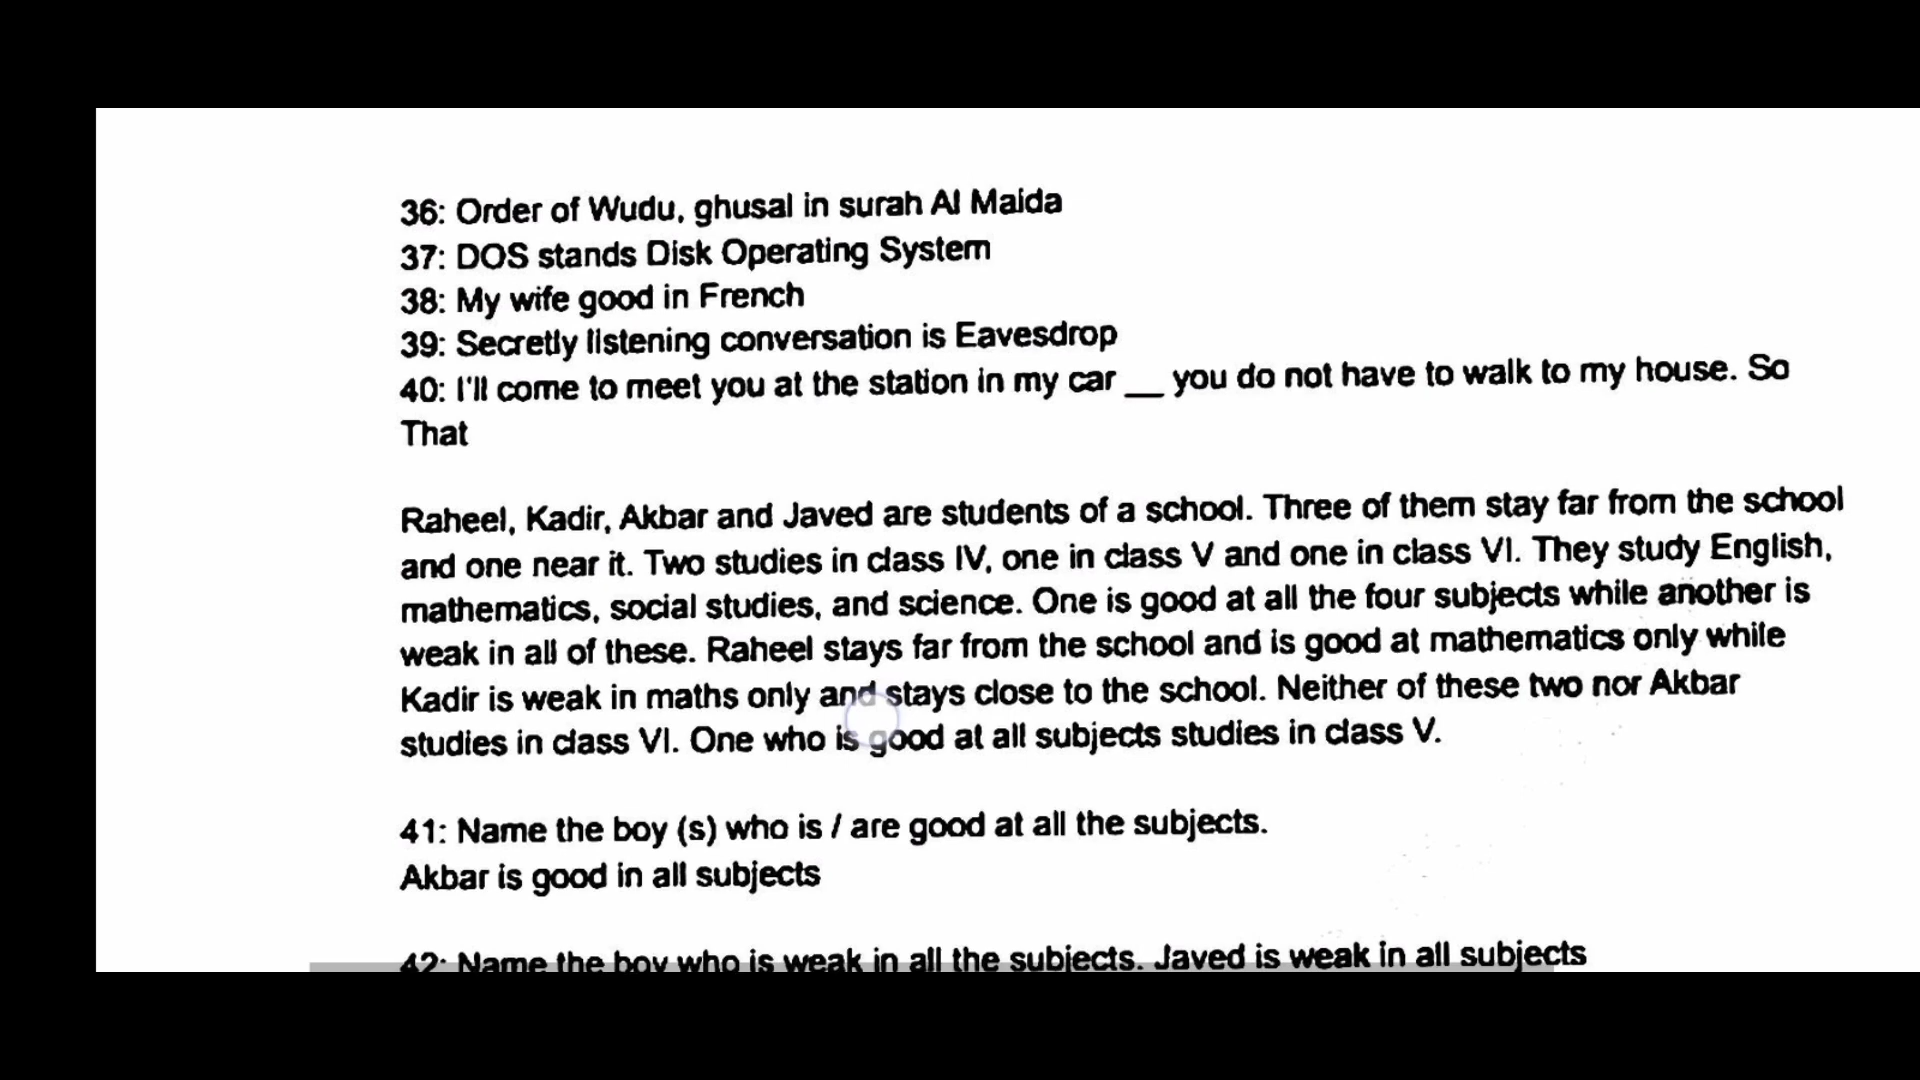 36: Order of Wudu, ghusal in surah Al Maida
37: DOS stands Disk Operating System
38: My wife good in French
39: Secretly listening conversation is Eavesdrop
40: I'll come to meet you at the station in my car __ you do not have to walk to my house. So
That
Raheel, Kadir, Akbar and Javed are students of a school. Three of them stay far from the school
and one near it. Two studies in class IV, one in class V and one in class VI. They study English,
mathematics, social studies, and science. One is good at all the four subjects while another is
weak in all of these. Raheel stays far from the school and is good at mathematics only while
Kadir is weak in maths only and stays close to the school. Neither of these two nor Akbar
studies in class VI. One who is good at all subjects studies in class V.
41: Name the boy (s) who is / are good at all the subjects.
Akbar is good in all subjects
42: Name the boy who is weak in all the subjects. Javed is weak in all subjects